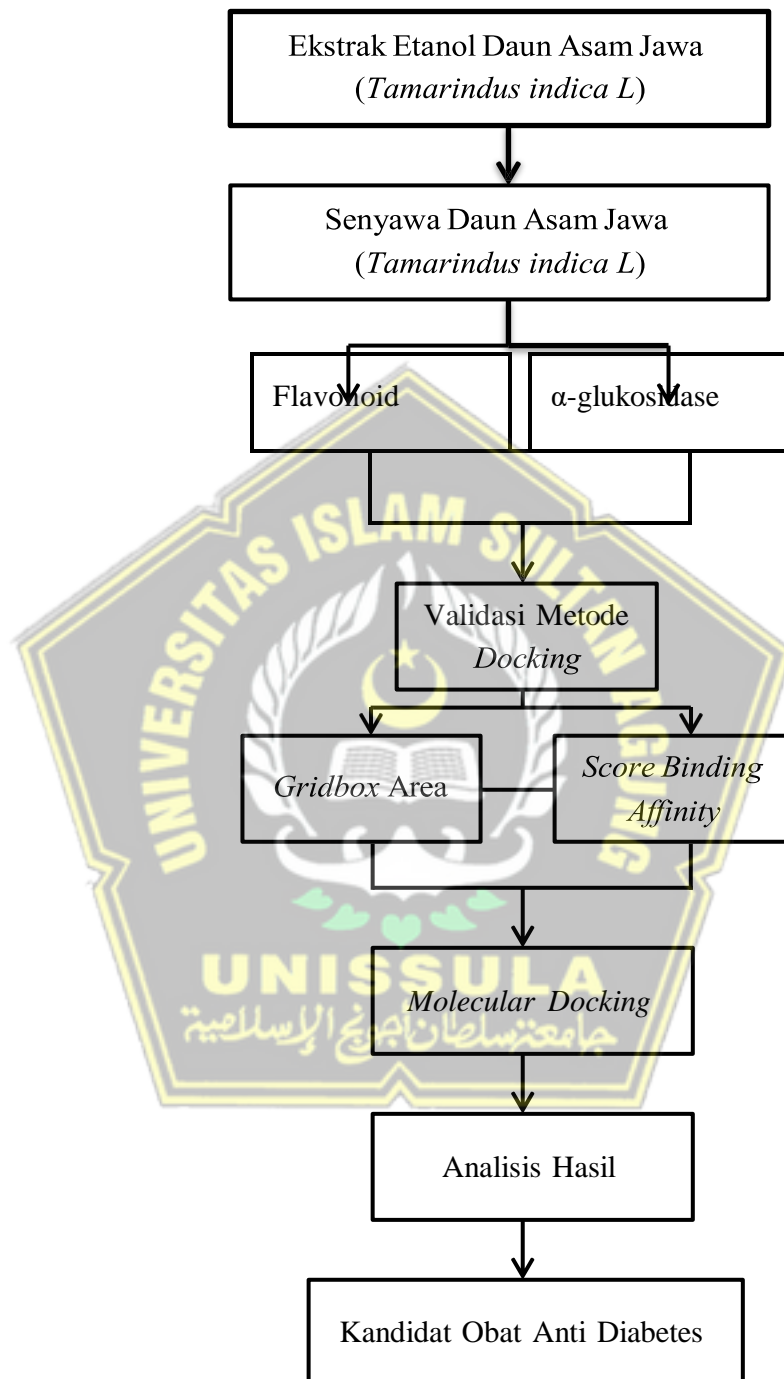 Ekstrak Etanol Daun Asam Jawa
(Tamarindus indica L)
Senyawa Daun Asam Jawa
(Tamarindus indica L)
Flavonoid
α-glukosidase
UNIVERSITAS ISLAM SULTAN AGUNG
Validasi Metode
Docking
Gridbox Area
Score Binding
Affinity
UNISSULA
جامعة سلطان أجونج الإسلامية
Molecular Docking
Analisis Hasil
Kandidat Obat Anti Diabetes